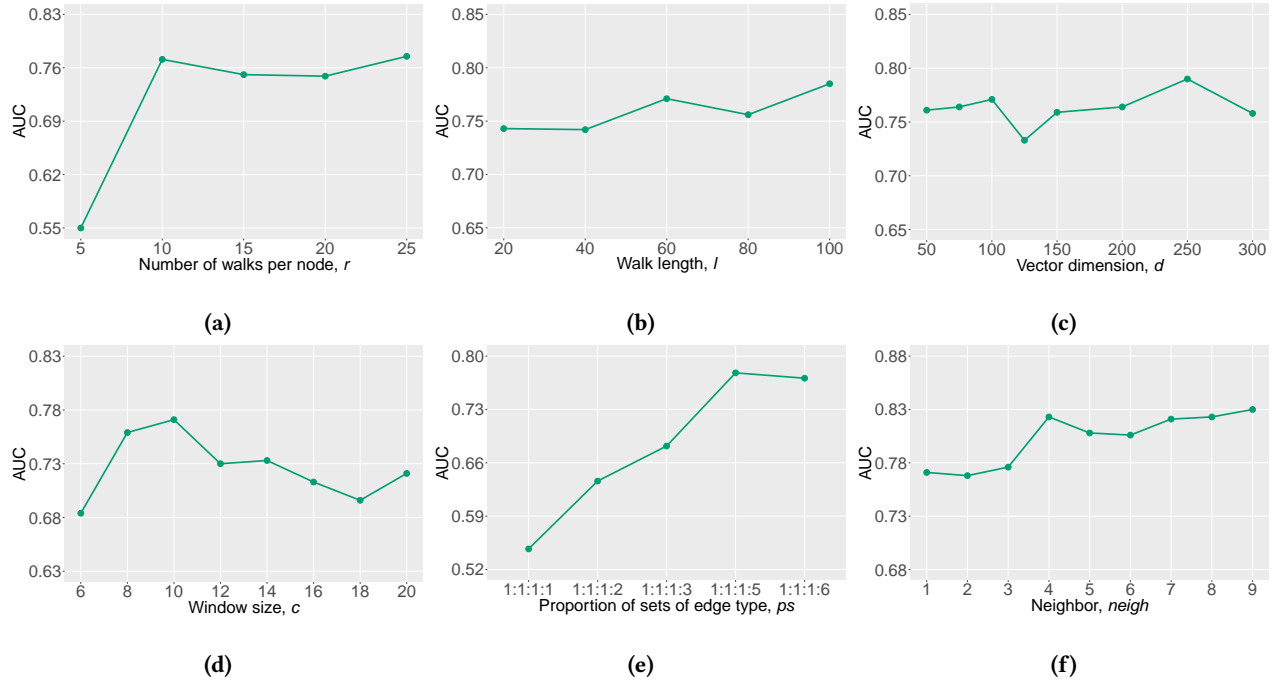 0.83
0.76
0.69
0.62
0.55
AUC
5 10 15 20 25
Number of walks per node, r
(a)
0.85
0.80
0.75
0.70
0.65
AUC
20 40 60 80 100
Walk length, l
(b)
0.85
0.80
0.75
0.70
0.65
AUC
50 100 150 200 250 300
Vector dimension, d
(c)
0.83
0.78
0.73
0.68
0.63
AUC
6 8 10 12 14 16 18 20
Window size, c
(d)
0.80
0.73
0.66
0.59
0.52
AUC
1:1:1:1 1:1:1:2 1:1:1:3 1:1:1:5 1:1:1:6
Proportion of sets of edge type, ps
(e)
0.88
0.83
0.78
0.73
0.68
AUC
1 2 3 4 5 6 7 8 9
Neighbor, neigh
(f)